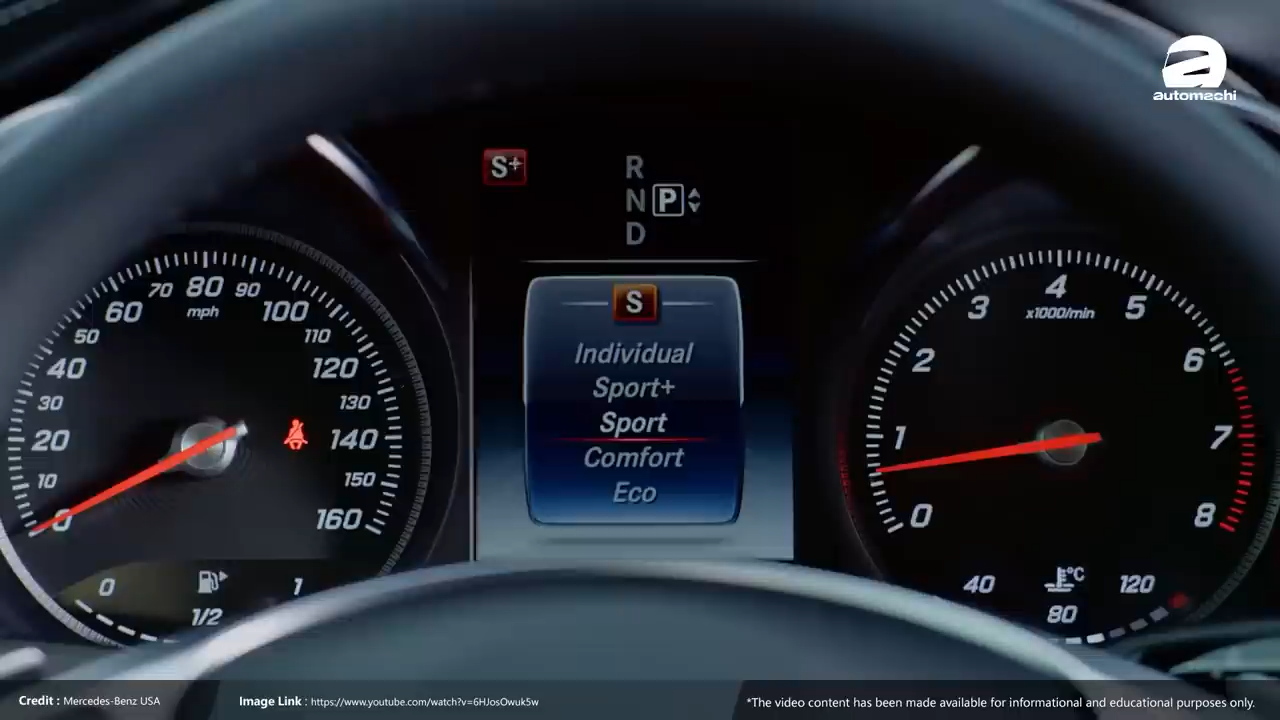 automachi
S+
R
N P
D
S
Individual
Sport+
Sport
Comfort
Eco
0
10
20
30
40
50
60
70
80
90
100
110
120
130
140
150
160
mph
0
1/2
1
0
1
2
3
4
5
6
7
8
x1000/min
40
80
120
°C
Credit : Mercedes-Benz USA
Image Link : https://www.youtube.com/watch?v=6HJosOwuk5w
*The video content has been made available for informational and educational purposes only.